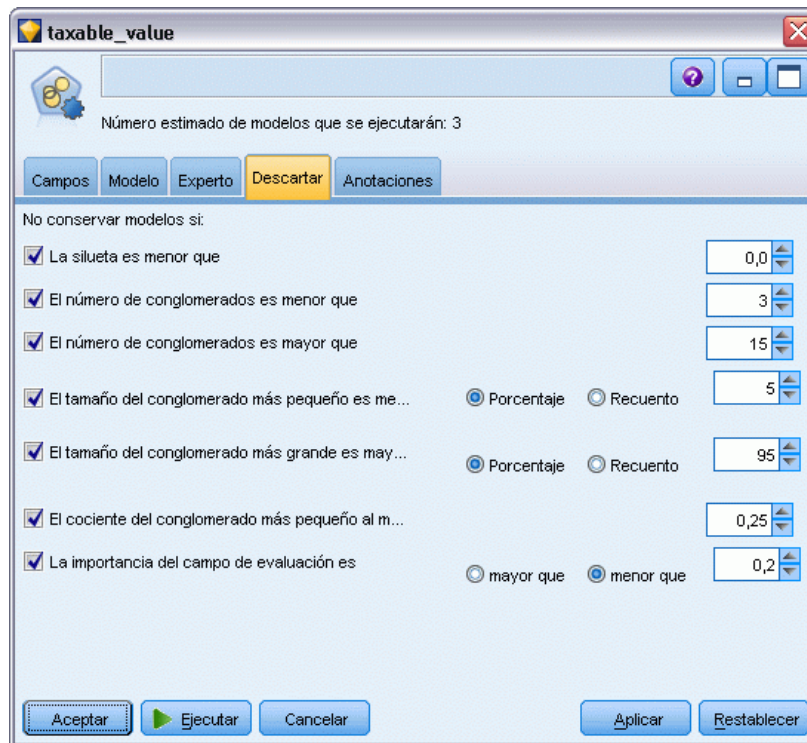 taxable_value
Número estimado de modelos que se ejecutarán: 3
Campos Modelo Experto Descartar Anotaciones
No conservar modelos si:
La silueta es menor que 0,0
El número de conglomerados es menor que 3
El número de conglomerados es mayor que 15
El tamaño del conglomerado más pequeño es me... Porcentaje Recuento 5
El tamaño del conglomerado más grande es may... Porcentaje Recuento 95
El cociente del conglomerado más pequeño al m... 0,25
La importancia del campo de evaluación es mayor que menor que 0,2
Aceptar Ejecutar Cancelar Aplicar Restablecer